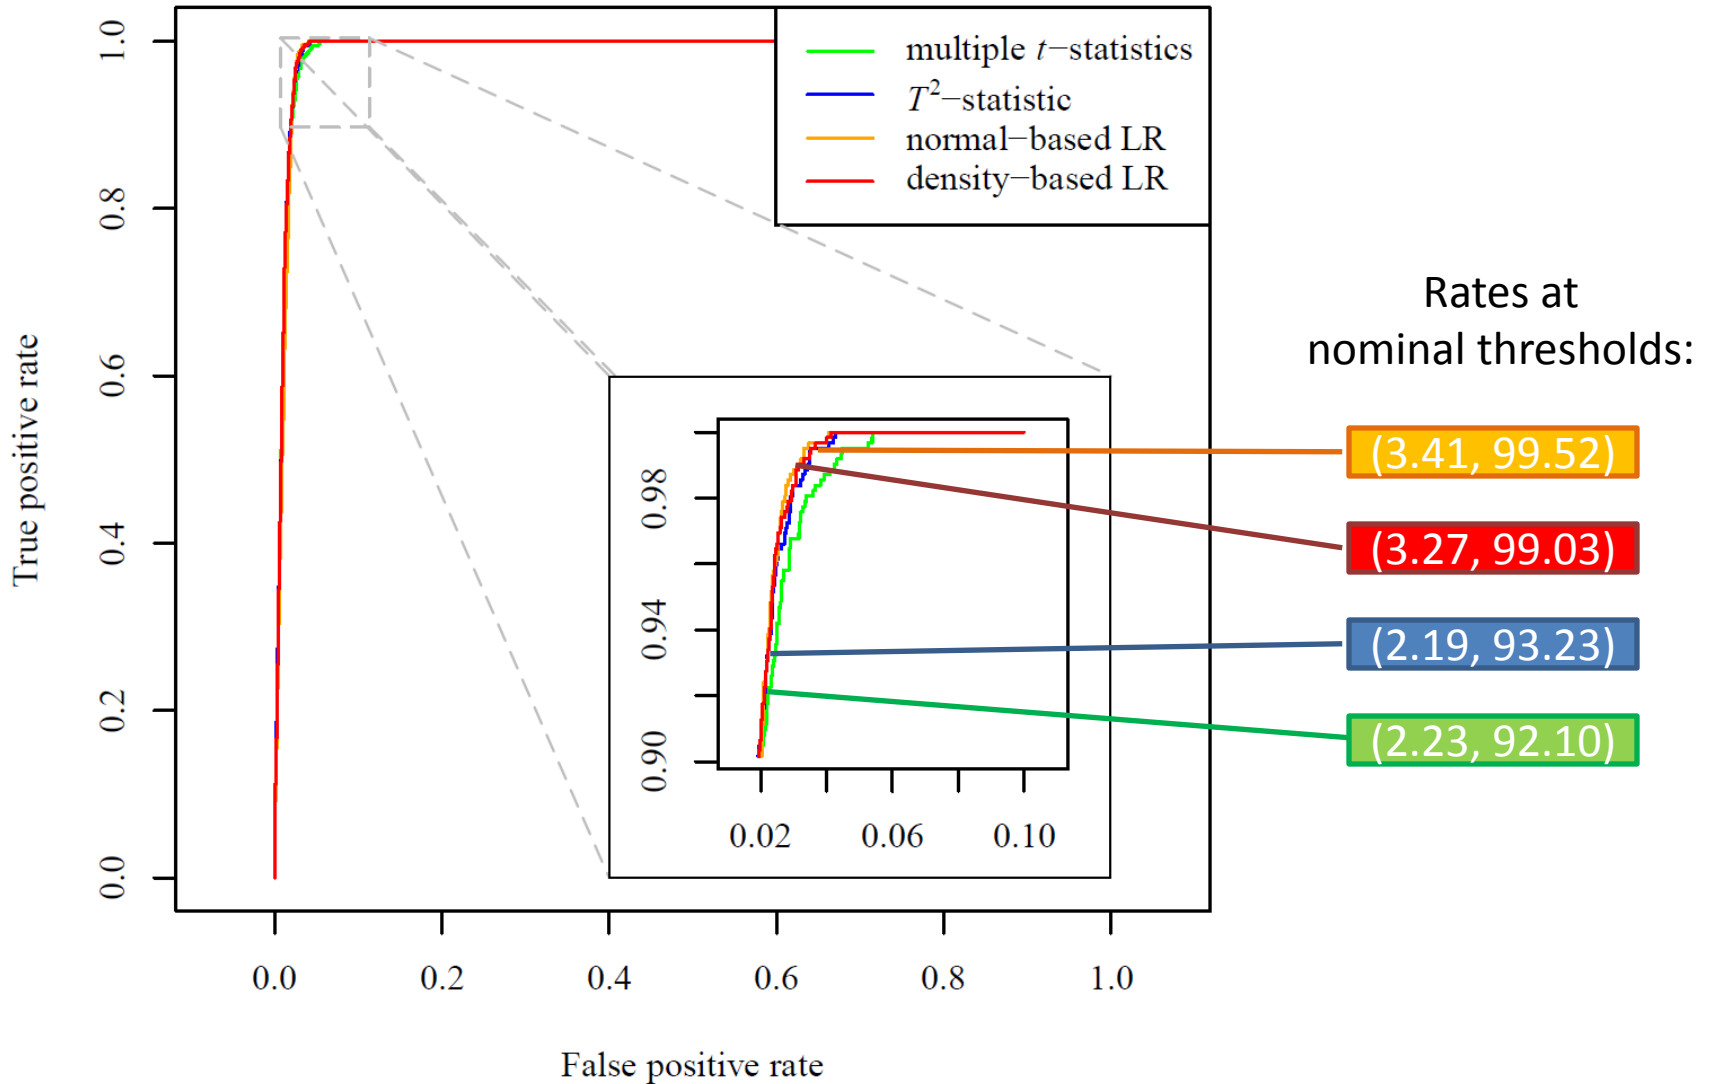 multiple t−statistics
T²−statistic
normal−based LR
density−based LR
True positive rate
1.0
0.8
0.6
0.4
0.2
0.0
0.98
0.94
0.90
0.02 0.06 0.10
0.0 0.2 0.4 0.6 0.8 1.0
False positive rate
Rates at
nominal thresholds:
(3.41, 99.52)
(3.27, 99.03)
(2.19, 93.23)
(2.23, 92.10)